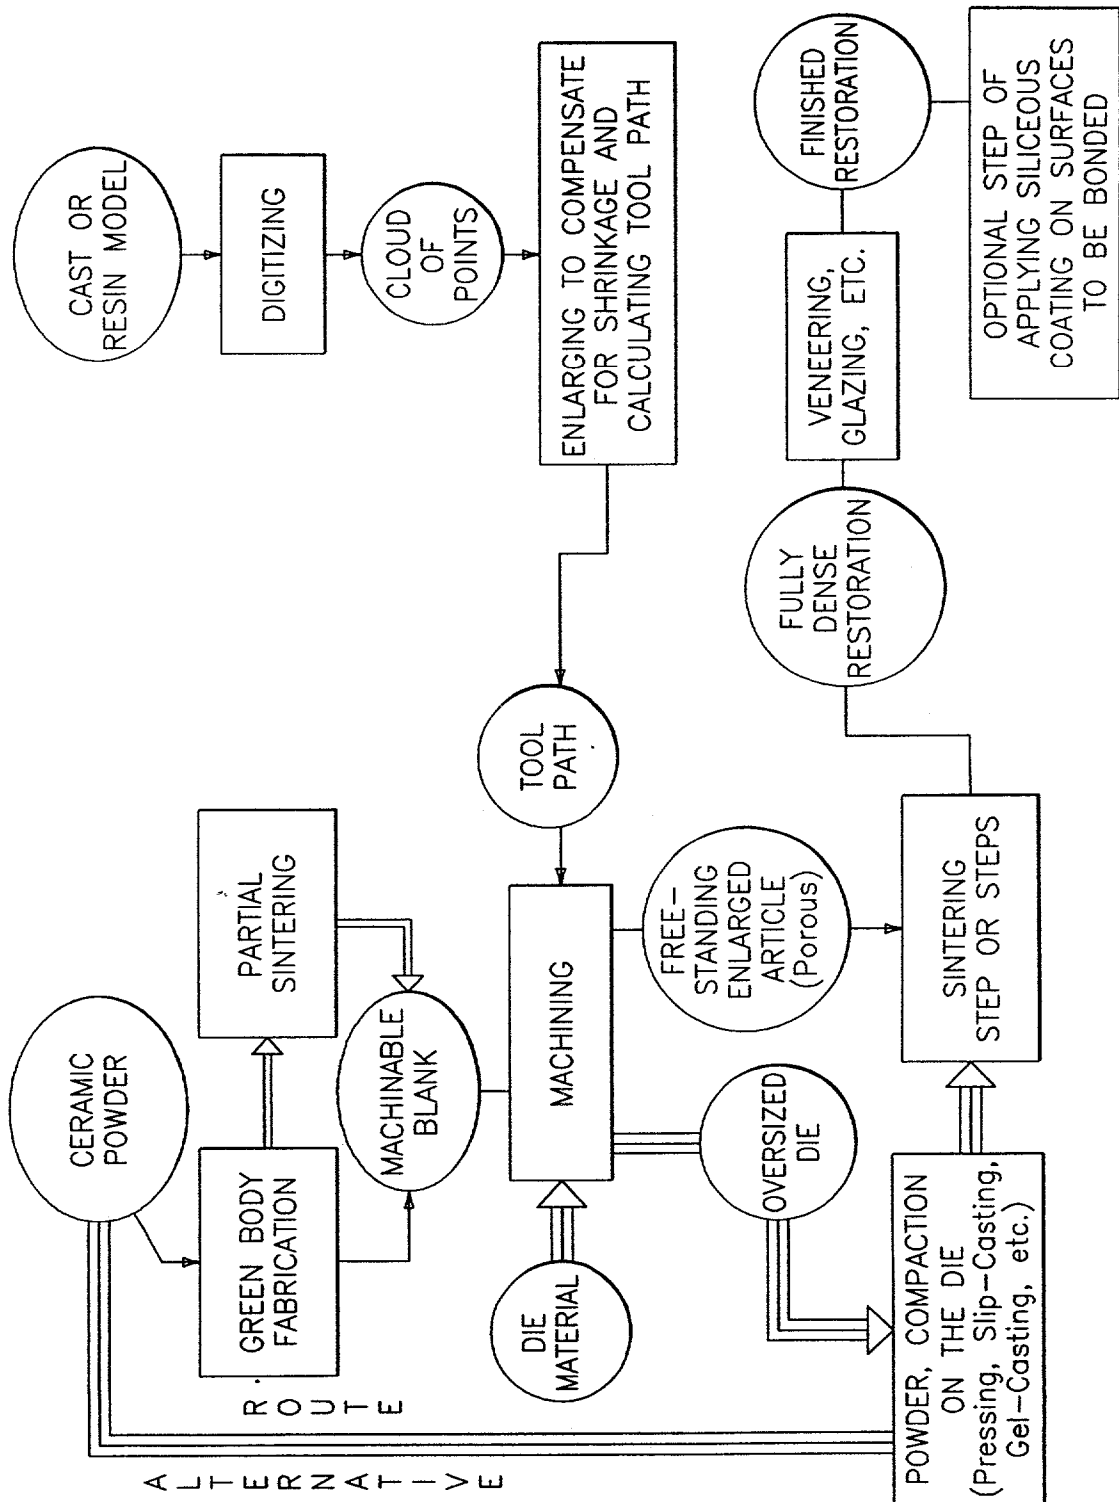 CAST OR
RESIN MODEL
DIGITIZING
CLOUD
OF
POINTS
ENLARGING TO COMPENSATE
FOR SHRINKAGE AND
CALCULATING TOOL PATH
TOOL
PATH
CERAMIC
POWDER
GREEN BODY
FABRICATION
PARTIAL
SINTERING
MACHINABLE
BLANK
DIE
MATERIAL
MACHINING
FREE-
STANDING
ENLARGED
ARTICLE
(Porous)
OVERSIZED
DIE
ALTERNATIVE
ROUTE
POWDER, COMPACTION
ON THE DIE
(Pressing, Slip-Casting,
Gel-Casting, etc.)
SINTERING
STEP OR STEPS
FULLY
DENSE
RESTORATION
VENEERING,
GLAZING, ETC.
FINISHED
RESTORATION
OPTIONAL STEP OF
APPLYING SILICEOUS
COATING ON SURFACES
TO BE BONDED